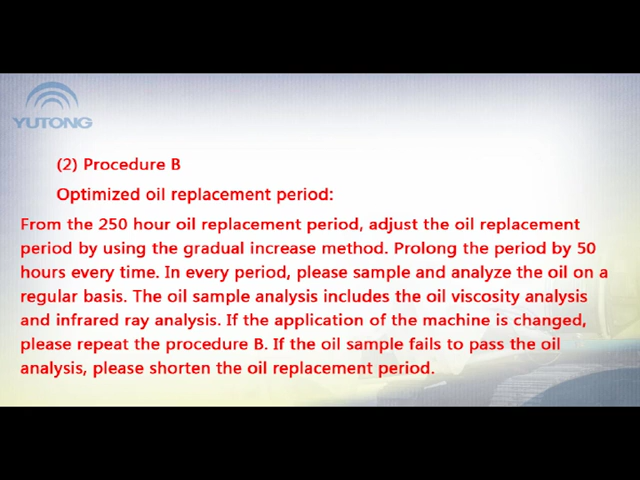 YUTONG
(2) Procedure B
Optimized oil replacement period:
From the 250 hour oil replacement period, adjust the oil replacement
period by using the gradual increase method. Prolong the period by 50
hours every time. In every period, please sample and analyze the oil on a
regular basis. The oil sample analysis includes the oil viscosity analysis
and infrared ray analysis. If the application of the machine is changed,
please repeat the procedure B. If the oil sample fails to pass the oil
analysis, please shorten the oil replacement period.